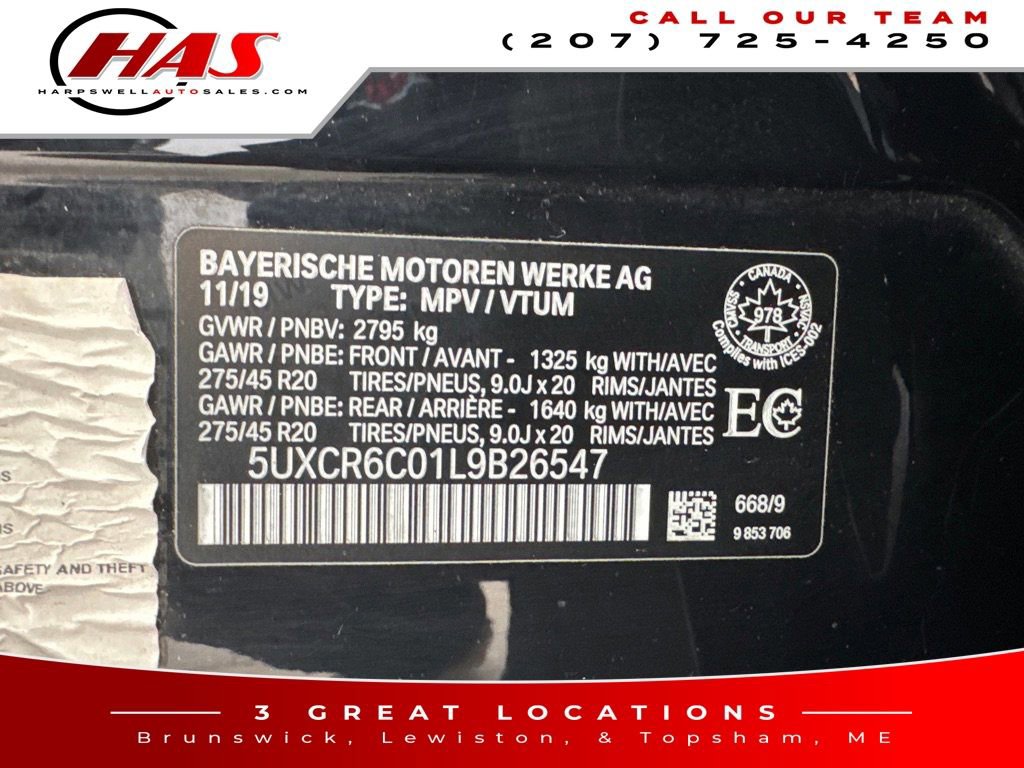 HAS
HARPSWELLAUTOSALES.COM
CALL OUR TEAM
(207) 725-4250
BAYERISCHE MOTOREN WERKE AG
11/19 TYPE: MPV / VTUM
GVWR / PNBV: 2795 kg
GAWR / PNBE: FRONT / AVANT - 1325 kg WITH/AVEC
275/45 R20 TIRES/PNEUS, 9.0J x 20 RIMS/JANTES
GAWR / PNBE: REAR / ARRIÈRE - 1640 kg WITH/AVEC
275/45 R20 TIRES/PNEUS, 9.0J x 20 RIMS/JANTES
5UXCR6C01L9B26547
CANADA
CMVSS
NSVAC
978
TRANSPORT
Complies with ICES-002
EC
668/9
9 853 706
SAFETY AND THEFT
ABOVE
3 GREAT LOCATIONS
Brunswick, Lewiston, & Topsham, ME